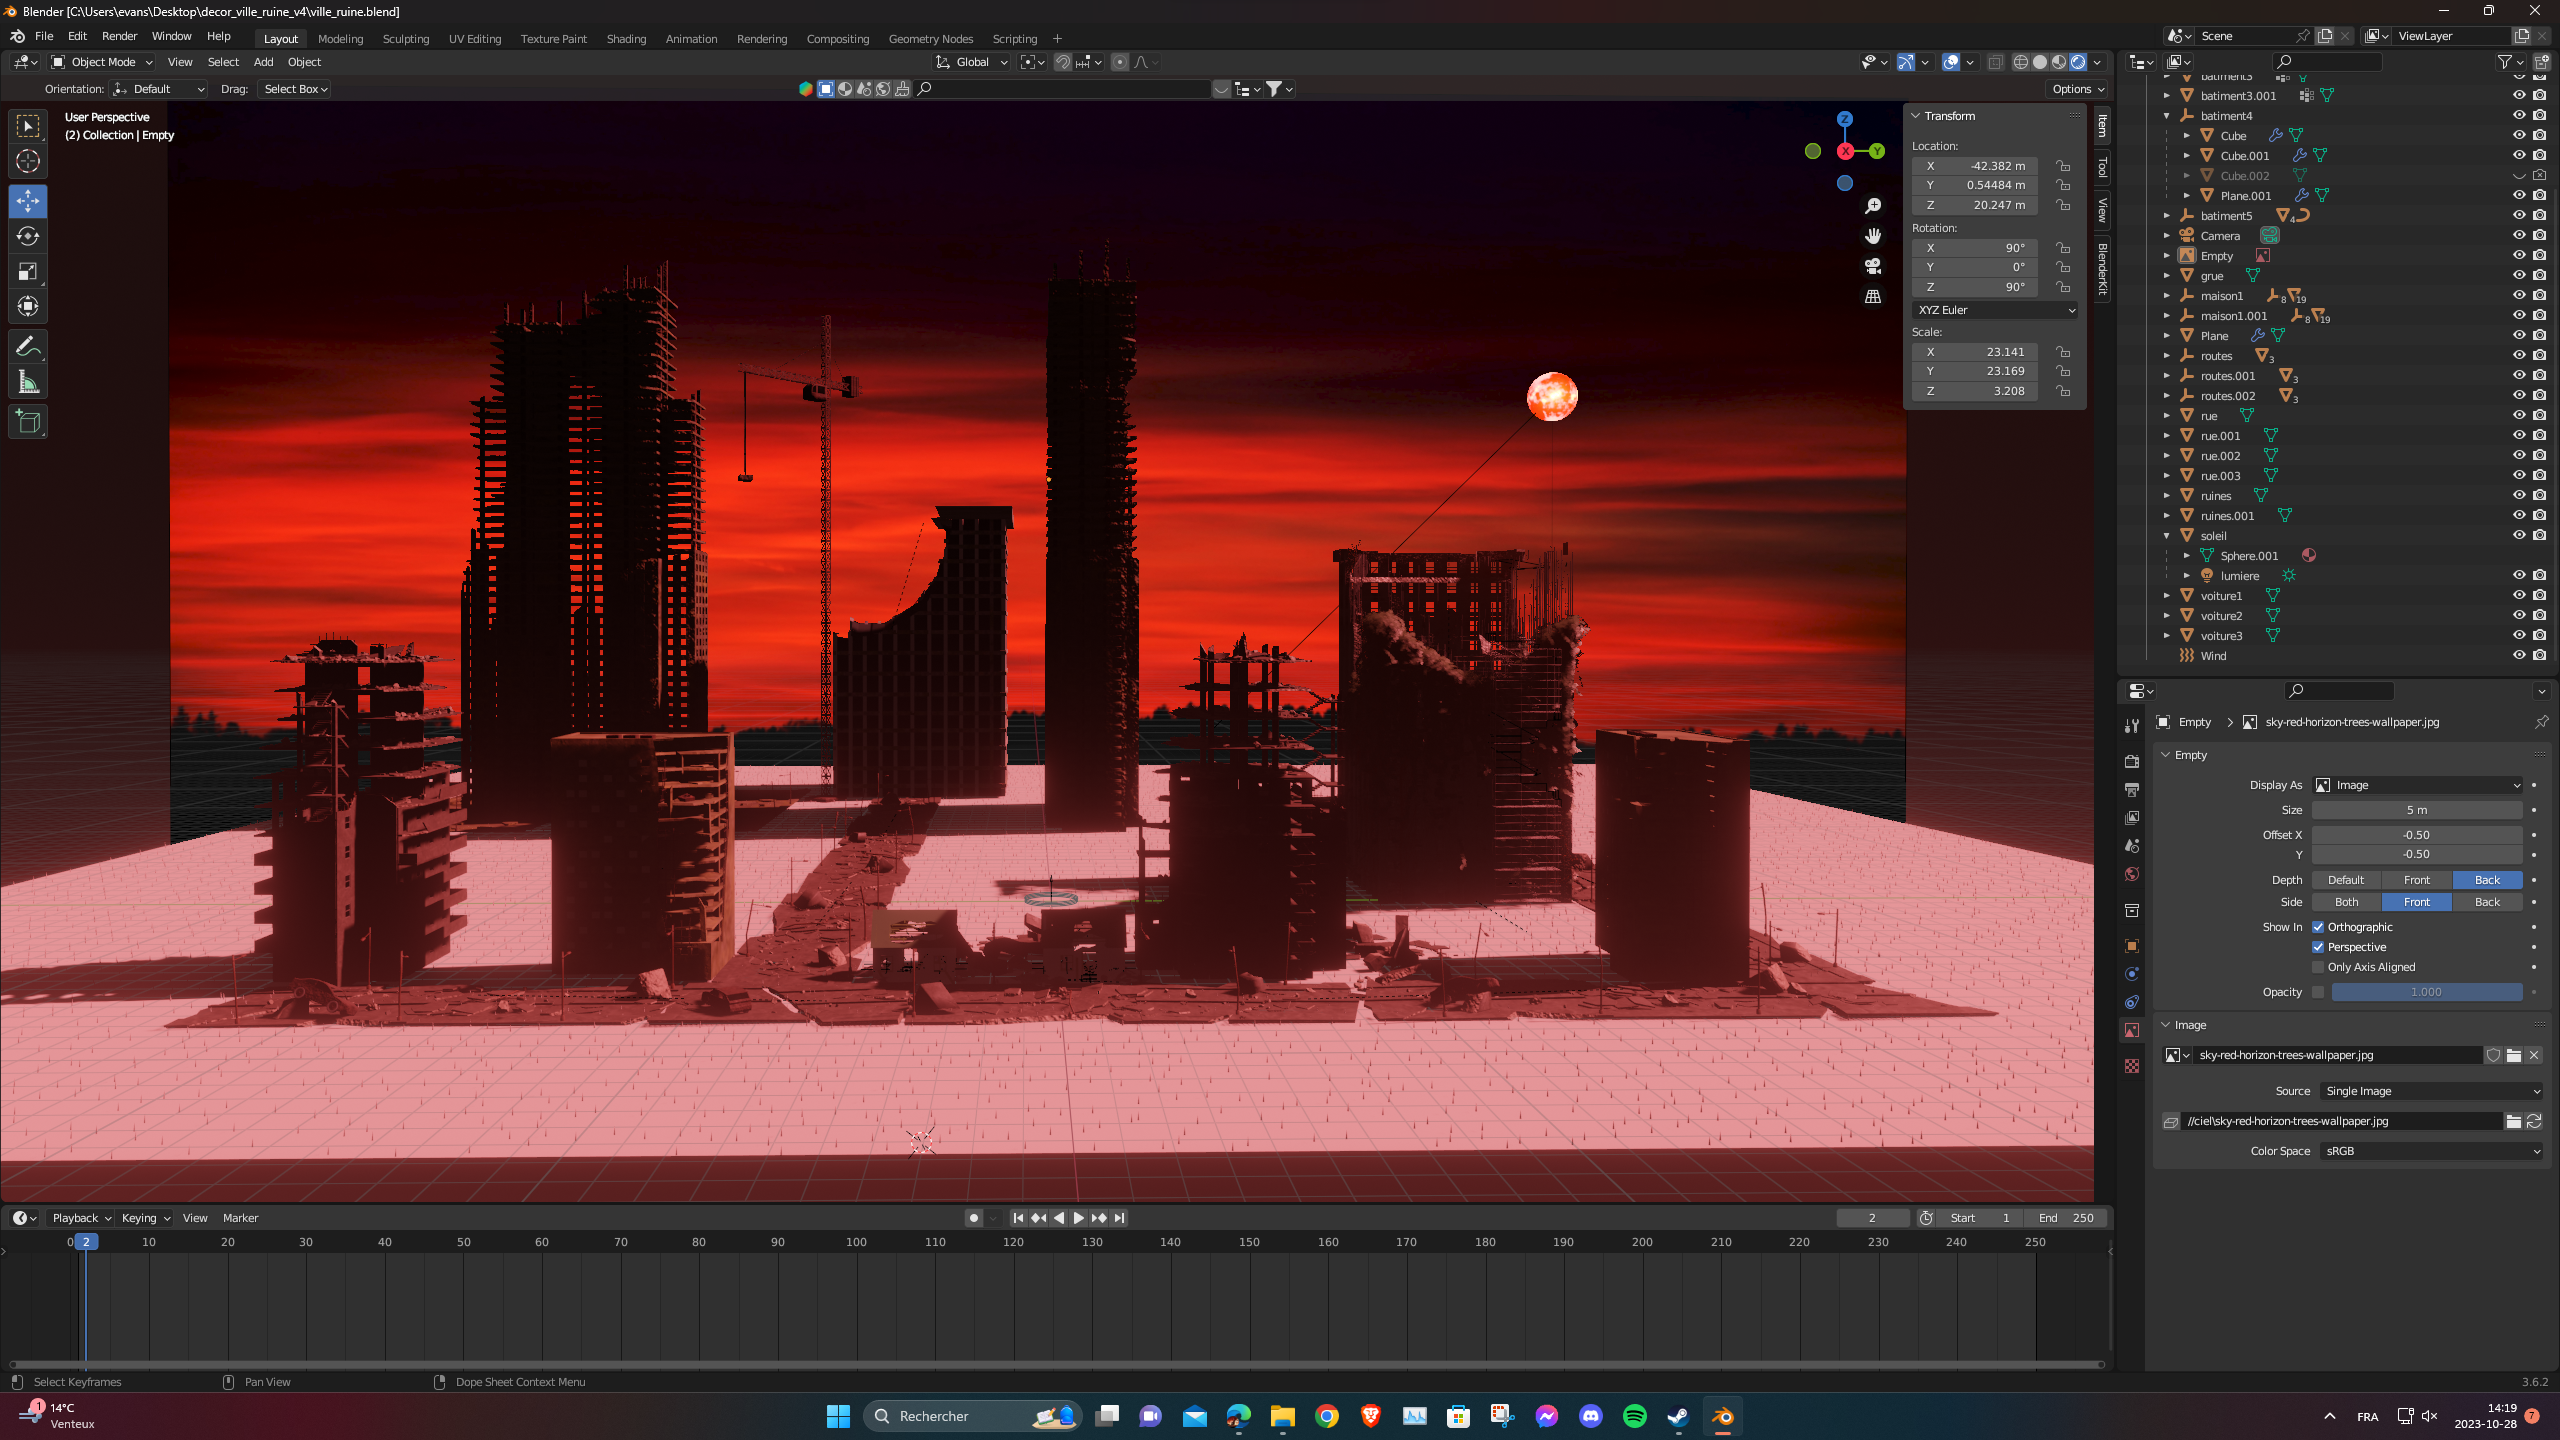 Blender [C:\Users\evans\Desktop\decor_ville_ruine_v4\ville_ruine.blend]
File Edit Render Window Help Layout Modeling Sculpting UV Editing Texture Paint Shading Animation Rendering Compositing Geometry Nodes Scripting + Scene ViewLayer
Object Mode View Select Add Object Global
Orientation: Default Drag: Select Box Options
User Perspective
(2) Collection | Empty
Z
X
Y
Item
Tool
View
BlenderKit
Transform
Location:
X -42.382 m
Y 0.54484 m
Z 20.247 m
Rotation:
X 90°
Y 0°
Z 90°
XYZ Euler
Scale:
X 23.141
Y 23.169
Z 3.208
batiment3
batiment3.001
batiment4
Cube
Cube.001
Cube.002
Plane.001
batiment5 4
Camera
Empty
grue
maison1 8 19
maison1.001 8 19
Plane
routes 3
routes.001 3
routes.002 3
rue
rue.001
rue.002
rue.003
ruines
ruines.001
soleil
Sphere.001
lumiere
voiture1
voiture2
voiture3
Wind
Empty > sky-red-horizon-trees-wallpaper.jpg
Empty
Display As Image
Size 5 m
Offset X -0.50
Y -0.50
Depth Default Front Back
Side Both Front Back
Show In Orthographic
Perspective
Only Axis Aligned
Opacity 1.000
Image
sky-red-horizon-trees-wallpaper.jpg
Source Single Image
//ciel\sky-red-horizon-trees-wallpaper.jpg
Color Space sRGB
Playback Keying View Marker 2 Start 1 End 250
0 2 10 20 30 40 50 60 70 80 90 100 110 120 130 140 150 160 170 180 190 200 210 220 230 240 250
Select Keyframes Pan View Dope Sheet Context Menu 3.6.2
1 14°C
Venteux
Rechercher
FRA
14:19
2023-10-28
7